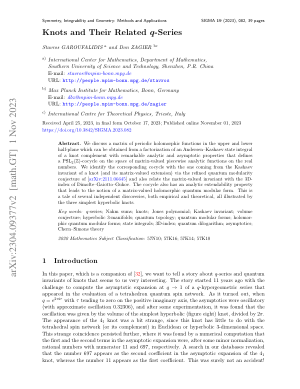 Symmetry, Integrability and Geometry: Methods and Applications SIGMA 19 (2023), 082, 39 pages
Knots and Their Related q-Series
Stavros GAROUFALIDIS a and Don ZAGIER bc
a) International Center for Mathematics, Department of Mathematics,
Southern University of Science and Technology, Shenzhen, P.R. China
E-mail: stavros@mpim-bonn.mpg.de
URL: http://people.mpim-bonn.mpg.de/stavros
b) Max Planck Institute for Mathematics, Bonn, Germany
E-mail: dbz@mpim-bonn.mpg.de
URL: http://people.mpim-bonn.mpg.de/zagier
c) International Centre for Theoretical Physics, Trieste, Italy
Received April 25, 2023, in final form October 17, 2023; Published online November 01, 2023
https://doi.org/10.3842/SIGMA.2023.082
Abstract. We discuss a matrix of periodic holomorphic functions in the upper and lower
half-plane which can be obtained from a factorization of an Andersen–Kashaev state integral
of a knot complement with remarkable analytic and asymptotic properties that defines
a PSL2(Z)-cocycle on the space of matrix-valued piecewise analytic functions on the real
numbers. We identify the corresponding cocycle with the one coming from the Kashaev
invariant of a knot (and its matrix-valued extension) via the refined quantum modularity
conjecture of [arXiv:2111.06645] and also relate the matrix-valued invariant with the 3D-
index of Dimofte–Gaiotto–Gukov. The cocycle also has an analytic extendability property
that leads to the notion of a matrix-valued holomorphic quantum modular form. This is
a tale of several independent discoveries, both empirical and theoretical, all illustrated by
the three simplest hyperbolic knots.
Key words: q-series; Nahm sums; knots; Jones polynomial; Kashaev invariant; volume
conjecture; hyperbolic 3-manifolds; quantum topology; quantum modular forms; holomor-
phic quantum modular forms; state integrals; 3D-index; quantum dilogarithm; asymptotics;
Chern–Simons theory
2020 Mathematics Subject Classification: 57N10; 57K16; 57K14; 57K10
1 Introduction
In this paper, which is a companion of
we want to tell a story about q-series and quantum
invariants of knots that seems to us very interesting. The story started 11 years ago with the
challenge to compute the asymptotic expansion at q → 1 of a q-hypergeometric series that
appeared in the evaluation of a tetrahedral quantum spin network. As it turned out, when
with τ tending to zero on the positive imaginary axis, the asymptotics were oscillatory
(with approximate oscillation 0.32306), and after some experimentation, it was found that the
oscillation was given by the volume of the simplest hyperbolic (figure eight) knot, divided by 2π.
The appearance of the 41 knot was a bit strange, since this knot has little to do with the
tetrahedral spin network (or its complement) in Euclidean or hyperbolic 3-dimensional space.
This strange coincidence persisted further, where it was found by a numerical computation that
the first and the second terms in the asymptotic expansion were, after some minor normalization,
rational numbers with numerators 11 and 697, respectively. A search in our databases revealed
that the number 697 appears as the second coefficient in the asymptotic expansion of the 41
knot, whereas the number 11 appears as the first coefficient. This was surely not an accident!
arXiv:2304.09377v2 [math.GT] 1 Nov 2023